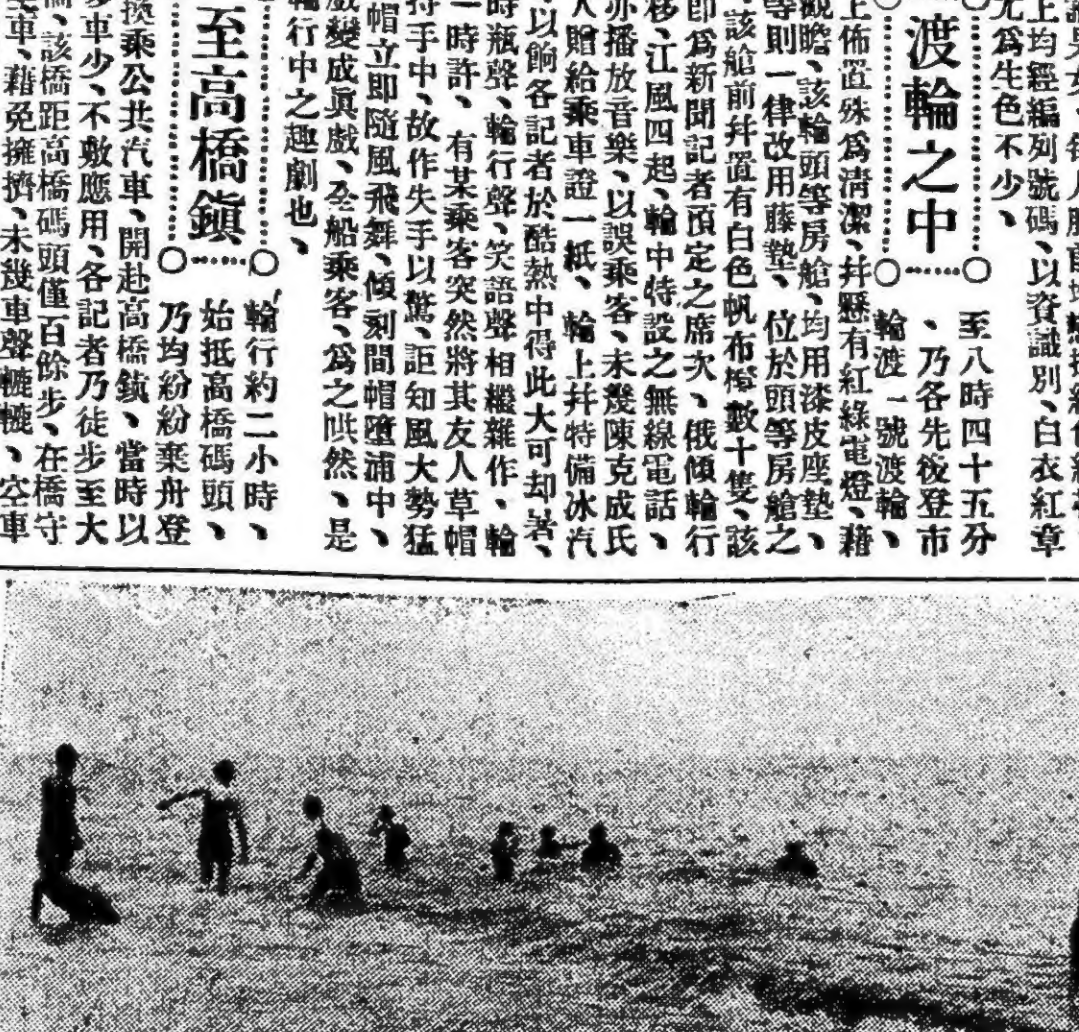 上均經編列號碼、以資識別、白衣紅章
尤爲生色不少、
渡輪之中
至八時四十五分
、乃各先後登市
輪渡一號渡輪、
上佈置殊爲清潔、幷懸有紅綠電燈、藉
觀瞻、該輪頭等房艙、均用漆皮座墊、
等則一律改用藤墊、位於頭等房艙之
、該艙前幷置有白色帆布椅數十隻、該
即爲新聞記者預定之席次、俄傾輪行
移、江風四起、輪中特設之無線電話、
亦播放音樂、以誤乘客、未幾陳克成氏
人贈給乘車證一紙、輪上幷特備冰汽
以餉各記者於酷熱中得此大可却暑、
時瓶聲、輪行聲、笑語聲相繼雜作、輪
一時許、有某乘客突然將其友人草帽
持手中、故作失手以驚、詎知風大勢猛
帽立即隨風飛舞、傾刻間帽墮浦中、
戲變成眞戲、全船乘客、爲之哄然、是
輪行中之趣劇也、
至高橋鎭
輪行約二小時、
始抵高橋碼頭、
乃均紛紛棄舟登
換乘公共汽車、開赴高橋鎮、當時以
車少、不敷應用、各記者乃徒步至大
、該橋距高橋碼頭僅百餘步、在橋守
車、藉免擁擠、未幾車聲轆轆、空車